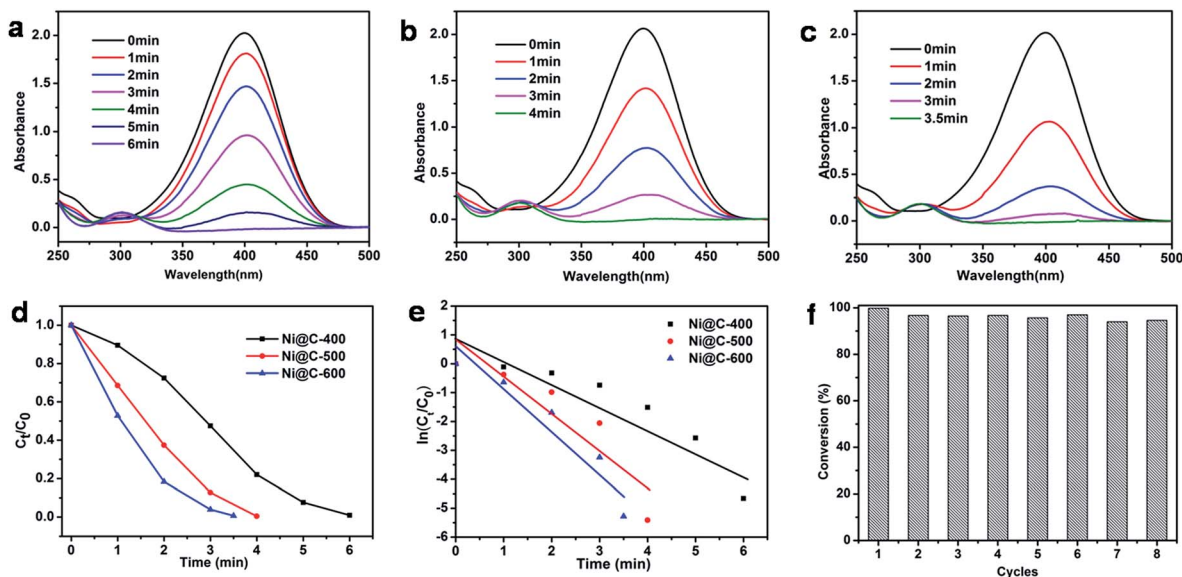 a
0min
1min
2min
3min
4min
5min
6min
2.0
1.5
1.0
0.5
0.0
Absorbance
250 300 350 400 450 500
Wavelength(nm)
b
0min
1min
2min
3min
4min
2.0
1.5
1.0
0.5
0.0
Absorbance
250 300 350 400 450 500
Wavelength(nm)
c
0min
1min
2min
3min
3.5min
2.0
1.5
1.0
0.5
0.0
Absorbance
250 300 350 400 450 500
Wavelength(nm)
d
Ni@C-400
Ni@C-500
Ni@C-600
1.0
0.8
0.6
0.4
0.2
0.0
Ct/C0
0 1 2 3 4 5 6
Time (min)
e
Ni@C-400
Ni@C-500
Ni@C-600
2
1
0
-1
-2
-3
-4
-5
-6
ln(Ct/C0)
0 1 2 3 4 5 6
Time (min)
f
100
80
60
40
20
0
Conversion (%)
1 2 3 4 5 6 7 8
Cycles